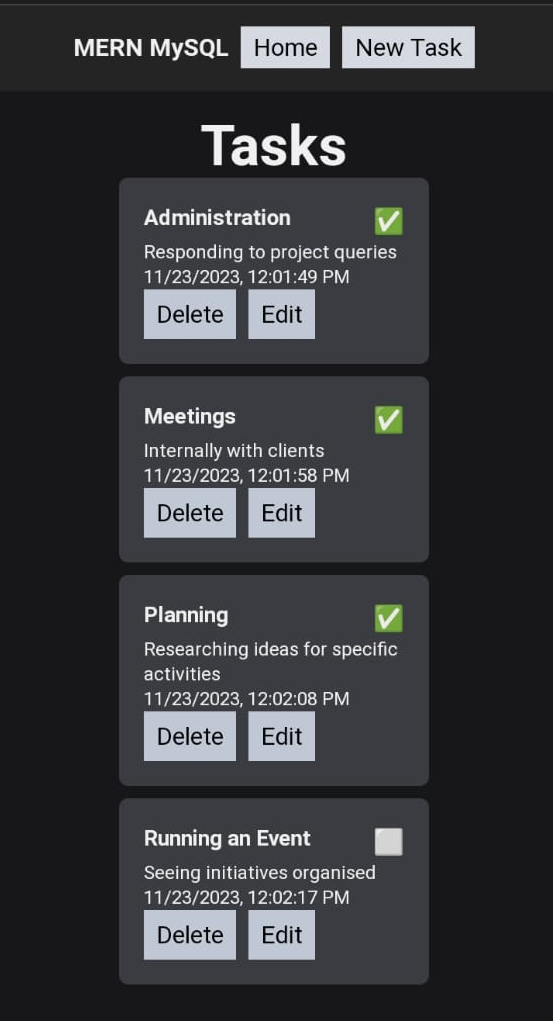 MERN MySQL Home New Task
Tasks
Administration
Responding to project queries
11/23/2023, 12:01:49 PM
Delete Edit
Meetings
Internally with clients
11/23/2023, 12:01:58 PM
Delete Edit
Planning
Researching ideas for specific
activities
11/23/2023, 12:02:08 PM
Delete Edit
Running an Event
Seeing initiatives organised
11/23/2023, 12:02:17 PM
Delete Edit